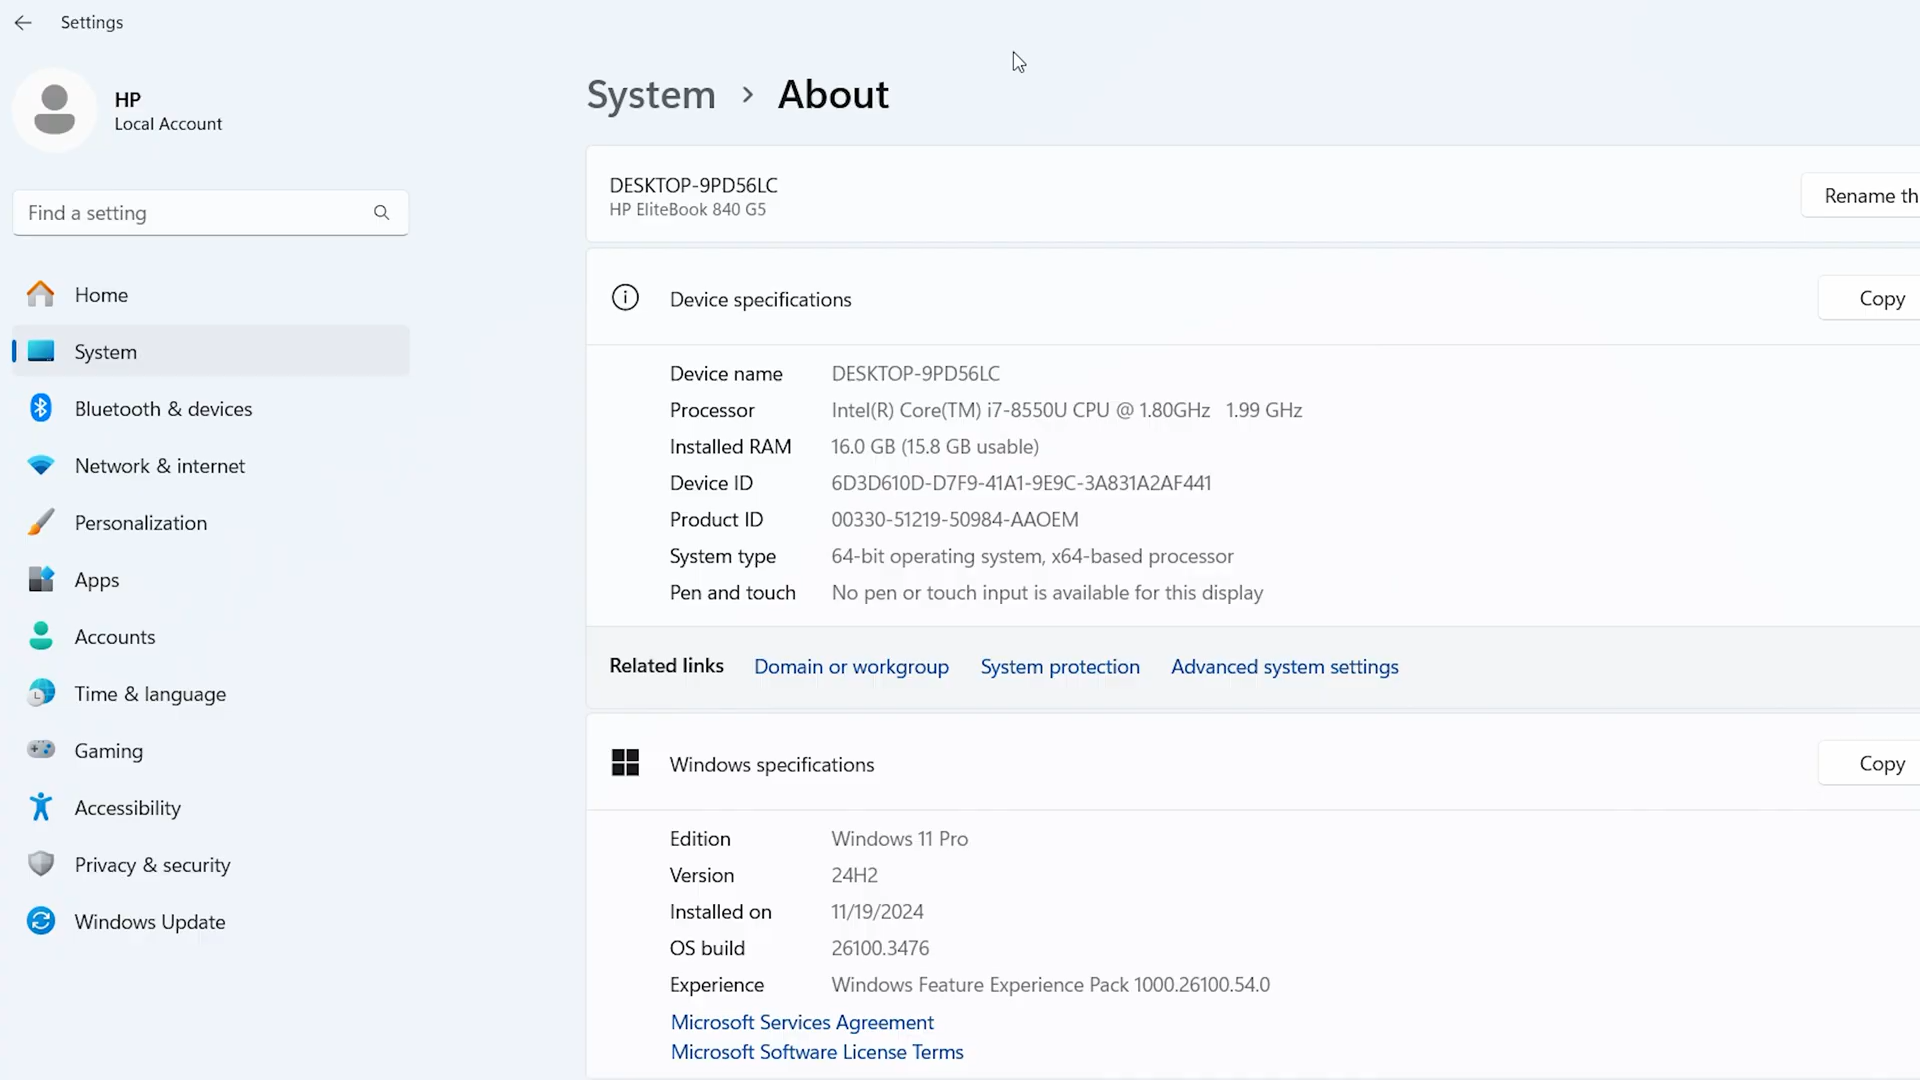 Settings
HP
Local Account
Find a setting
Home
System
Bluetooth & devices
Network & internet
Personalization
Apps
Accounts
Time & language
Gaming
Accessibility
Privacy & security
Windows Update
System > About
DESKTOP-9PD56LC
HP EliteBook 840 G5
Rename th
Device specifications
Copy
Device name DESKTOP-9PD56LC
Processor Intel(R) Core(TM) i7-8550U CPU @ 1.80GHz 1.99 GHz
Installed RAM 16.0 GB (15.8 GB usable)
Device ID 6D3D610D-D7F9-41A1-9E9C-3A831A2AF441
Product ID 00330-51219-50984-AAOEM
System type 64-bit operating system, x64-based processor
Pen and touch No pen or touch input is available for this display
Related links Domain or workgroup System protection Advanced system settings
Windows specifications
Copy
Edition Windows 11 Pro
Version 24H2
Installed on 11/19/2024
OS build 26100.3476
Experience Windows Feature Experience Pack 1000.26100.54.0
Microsoft Services Agreement
Microsoft Software License Terms